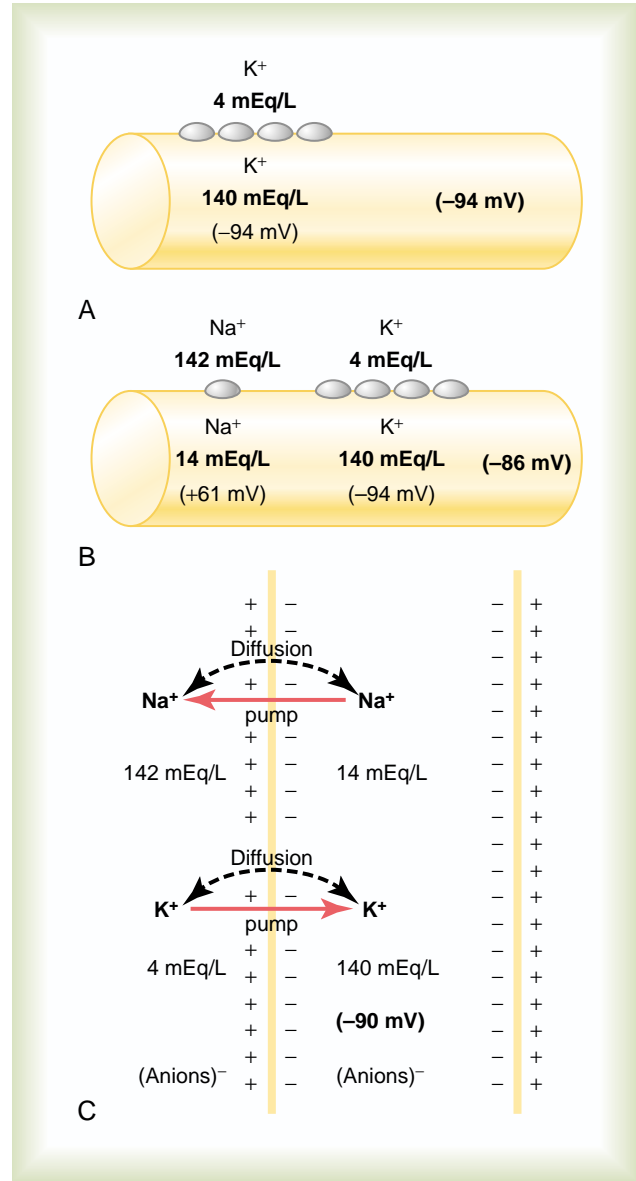 K⁺
4 mEq/L
K⁺
140 mEq/L
(–94 mV)
(–94 mV)
A
Na⁺ K⁺
142 mEq/L 4 mEq/L
Na⁺ K⁺
14 mEq/L 140 mEq/L (–86 mV)
(+61 mV) (–94 mV)
B
+ – – +
+ – – +
Diffusion – +
+ – – +
Na⁺ Na⁺ – +
pump – +
+ – – +
142 mEq/L + – 14 mEq/L – +
+ – – +
+ – – +
Diffusion – +
+ – – +
K⁺ K⁺ – +
pump – +
+ – – +
4 mEq/L + – 140 mEq/L – +
+ – – +
+ – (–90 mV) – +
+ – – +
(Anions)⁻ + – (Anions)⁻ – +
C